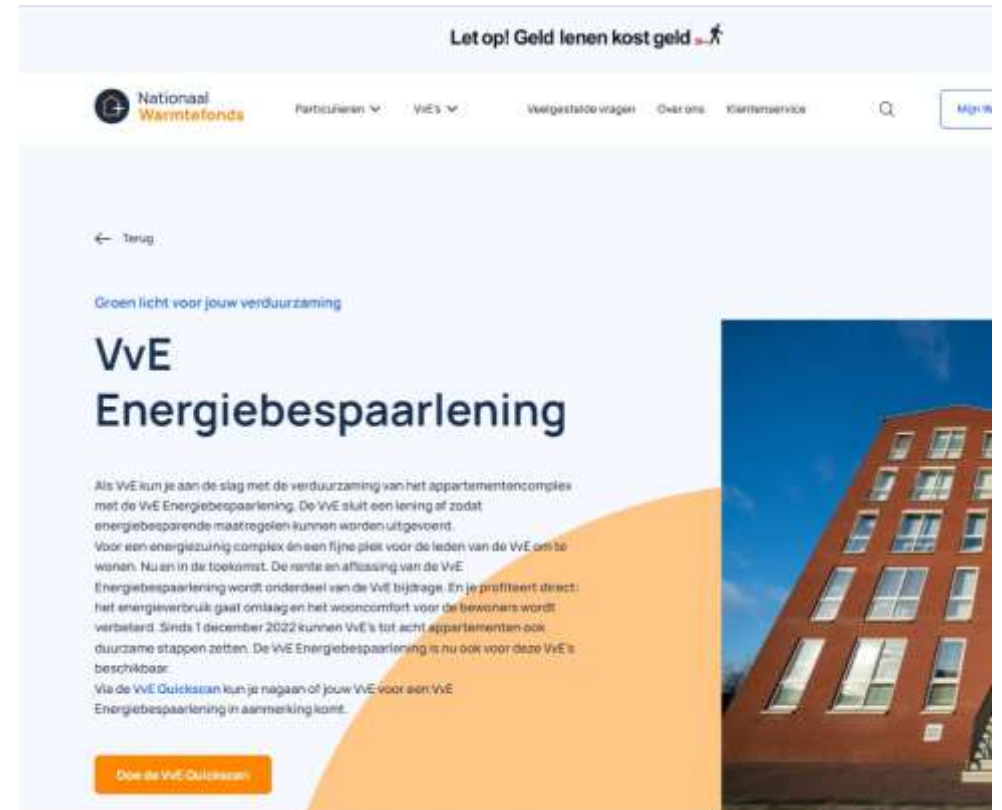 Let op! Geld lenen kost geld
Nationaal
Warmtefonds
Particulieren
VvE's
Veelgestelde vragen
Over ons
Klantenservice
Mijn
Terug
Groen licht voor jouw verduurzaming
VvE
Energiebespaarlening
Als VvE kun je aan de slag met de verduurzaming van het appartementencomplex
met de VvE Energiebespaarlening. De VvE sluit een lening af zodat
energiebesparende maatregelen kunnen worden uitgevoerd.
Voor een energiezuinig complex én een fijne plek voor de leden van de VvE om te
wonen. Nu en in de toekomst. De rente en aflossing van de VvE
Energiebespaarlening wordt onderdeel van de VvE bijdrage. En je profiteert direct:
het energieverbruik gaat omlaag en het wooncomfort voor de bewoners wordt
verbeterd. Sinds 1 december 2022 kunnen VvE's tot acht appartementen ook
duurzame stappen zetten. De VvE Energiebespaarlening is nu ook voor deze VvE's
beschikbaar.
Via de VvE Quickscan kun je nagaan of jouw VvE voor een VvE
Energiebespaarlening in aanmerking komt.
Doe de VvE Quickscan